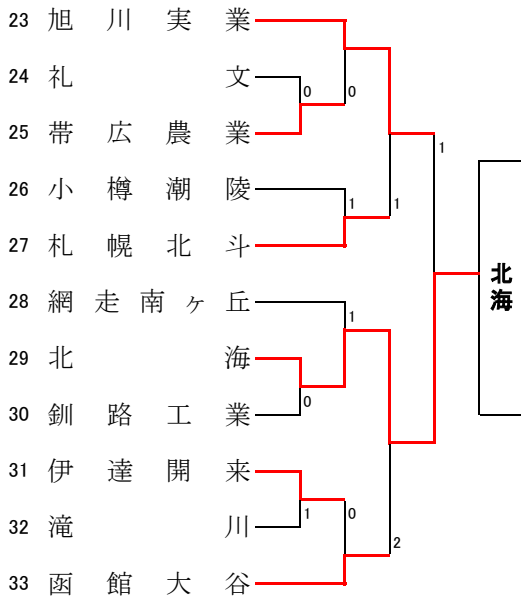 23 旭川実業
24 礼文
25 帯広農業
26 小樽潮陵
27 札幌北斗
28 網走南ヶ丘
29 北海
30 釧路工業
31 伊達開来
32 滝川
33 函館大谷
0
0
1
1
1
1
0
1
0
2
北海